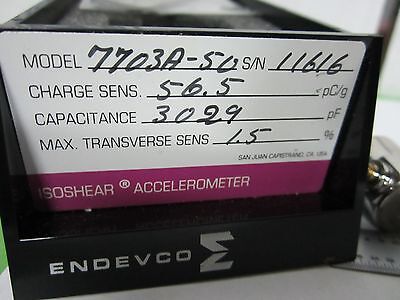 MODEL 7703A-50 S/N 11616
CHARGE SENS. 56.5 pC/g
CAPACITANCE 3029 pF
MAX. TRANSVERSE SENS 1.5 %
SAN JUAN CAPISTRANO, CA. USA
ISOSHEAR ® ACCELEROMETER
ENDEVCO